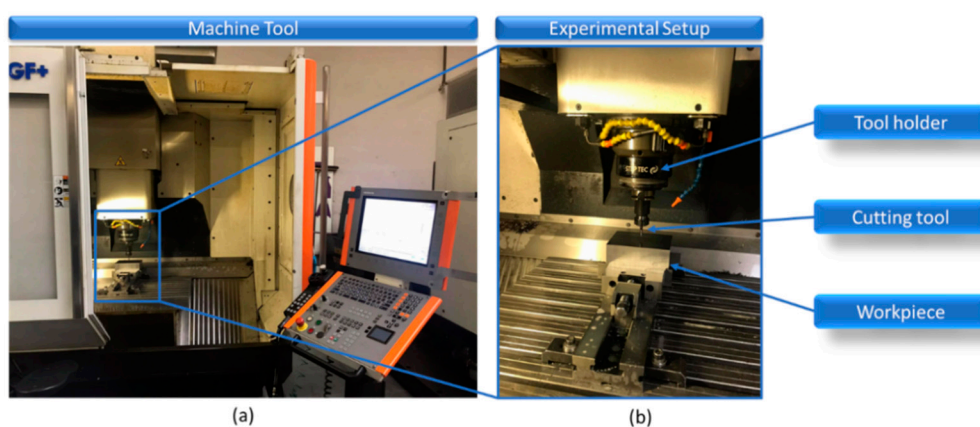 Machine Tool
Experimental Setup
GF+
Tool holder
Cutting tool
Workpiece
(a)
(b)